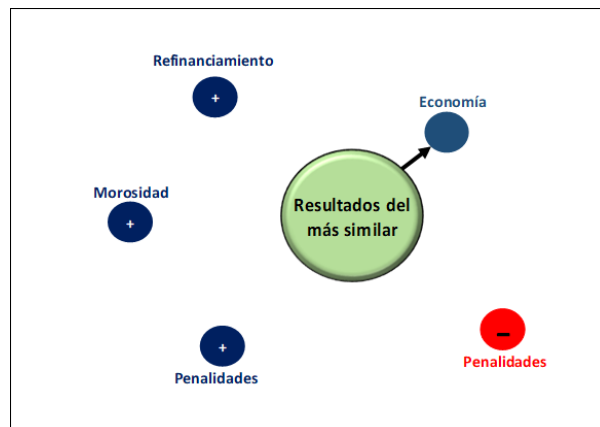 Refinanciamiento
+
Economía
Morosidad
+
Resultados del
más similar
+
Penalidades
–
Penalidades